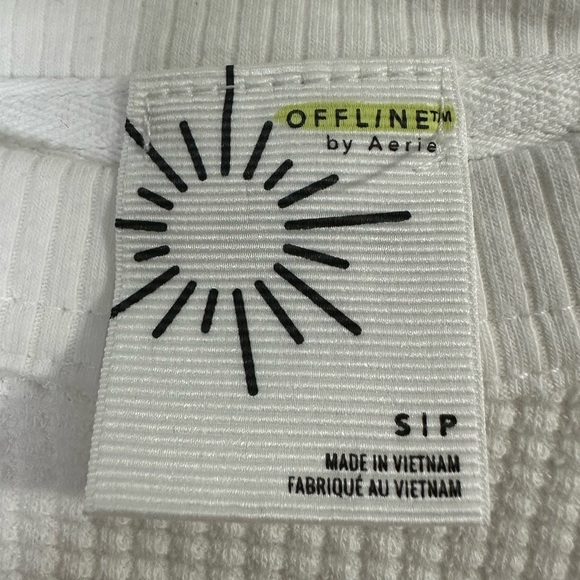 OFFLINE™
by Aerie
S|P
MADE IN VIETNAM
FABRIQUÉ AU VIETNAM